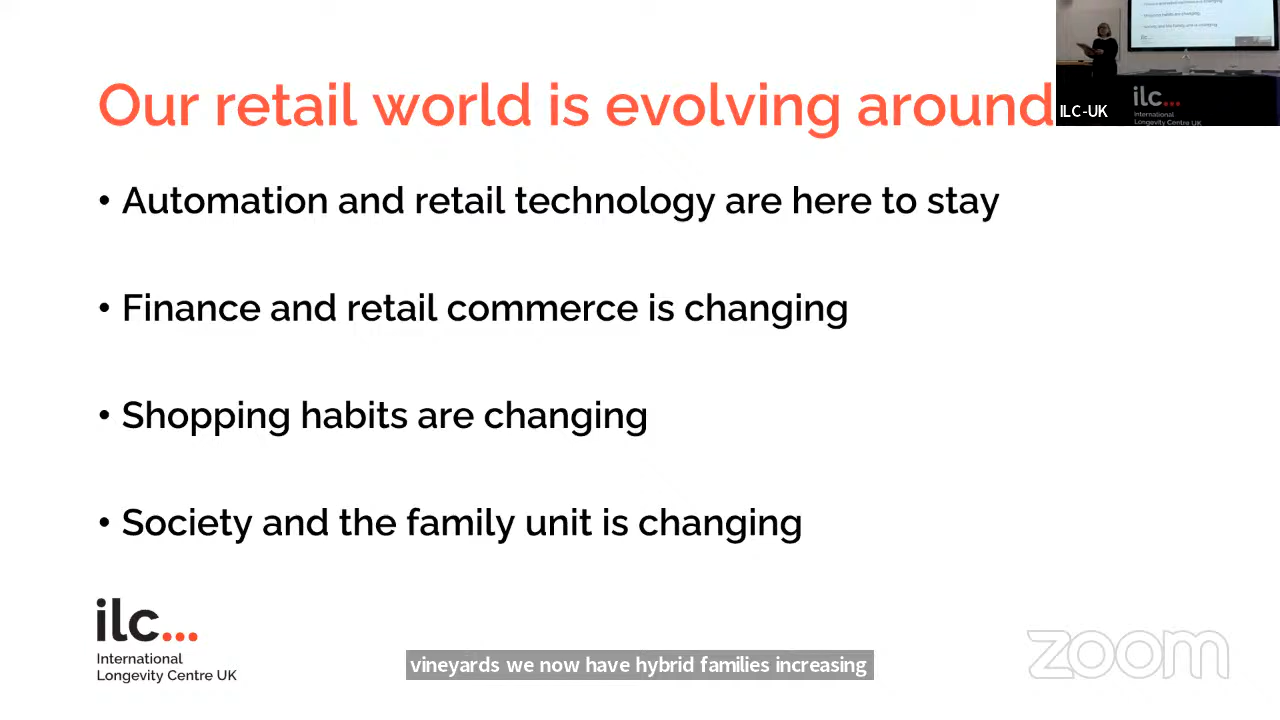 Our retail world is evolving around
• Automation and retail technology are here to stay
• Finance and retail commerce is changing
• Shopping habits are changing
• Society and the family unit is changing
ilc...
International
Longevity Centre UK
vineyards we now have hybrid families increasing
zoom
ILC-UK
ilc...
International
Longevity Centre UK